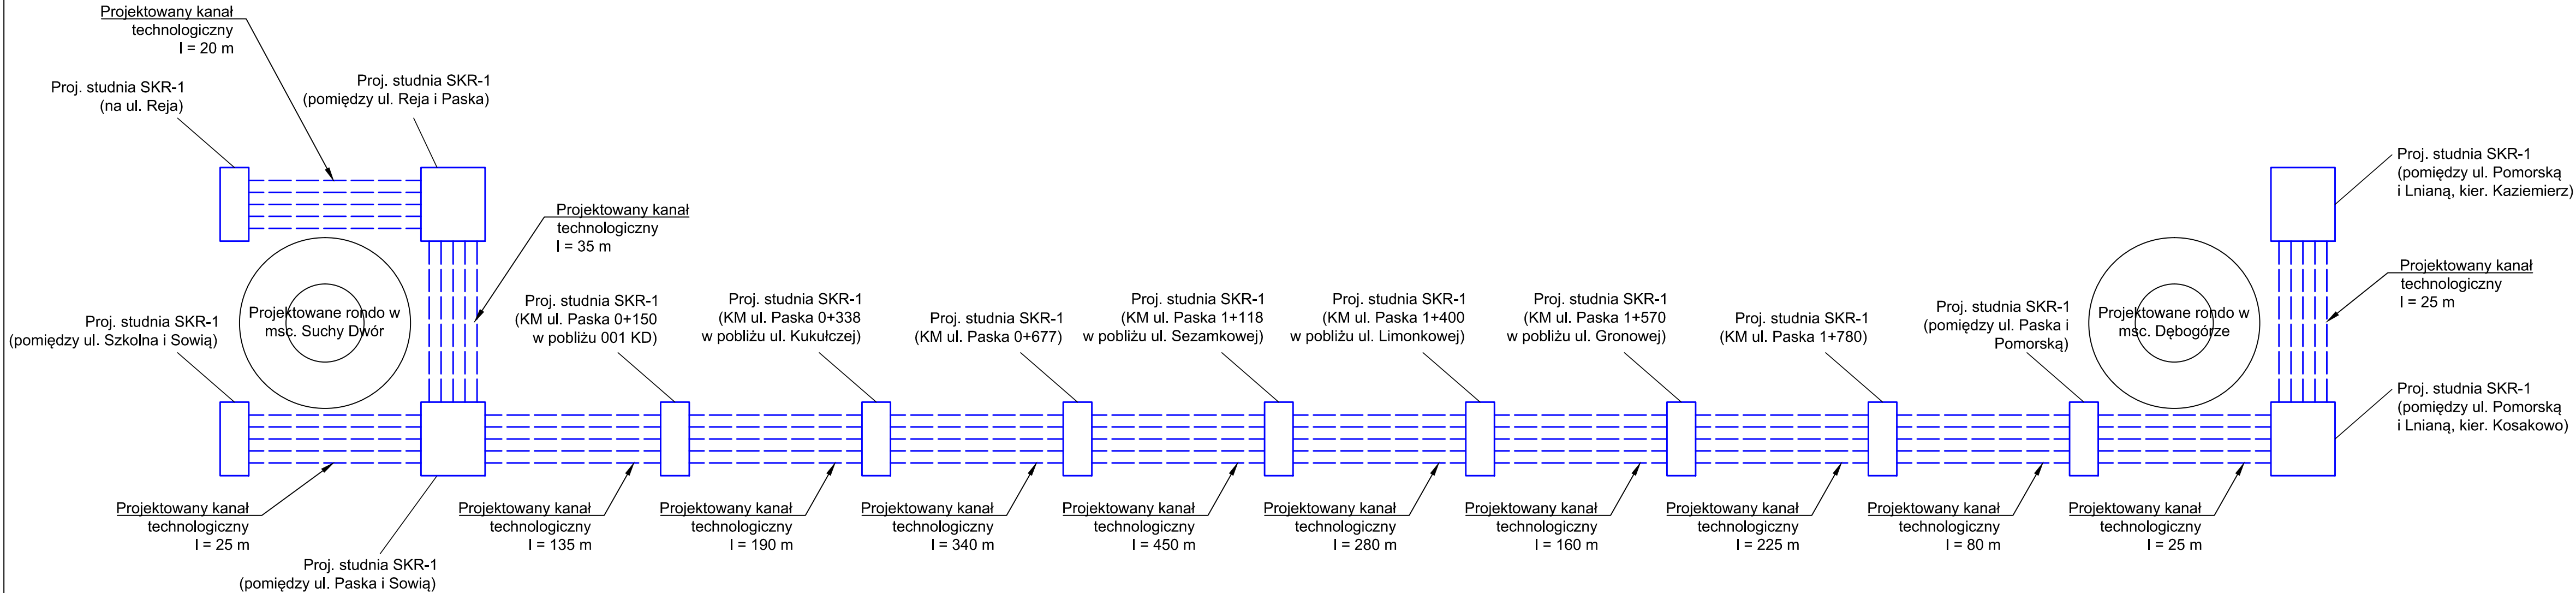 Projektowany kanał
technologiczny
l = 20 m
Proj. studnia SKR-1
(na ul. Reja)
Proj. studnia SKR-1
(pomiędzy ul. Reja i Paska)
Projektowany kanał
technologiczny
l = 35 m
Projektowane rondo w
msc. Suchy Dwór
Proj. studnia SKR-1
(pomiędzy ul. Szkolna i Sowią)
Proj. studnia SKR-1
(KM ul. Paska 0+150
w pobliżu 001 KD)
Proj. studnia SKR-1
(KM ul. Paska 0+338
w pobliżu ul. Kukułczej)
Proj. studnia SKR-1
(KM ul. Paska 0+677)
Proj. studnia SKR-1
(KM ul. Paska 1+118
w pobliżu ul. Sezamkowej)
Proj. studnia SKR-1
(KM ul. Paska 1+400
w pobliżu ul. Limonkowej)
Proj. studnia SKR-1
(KM ul. Paska 1+570
w pobliżu ul. Gronowej)
Proj. studnia SKR-1
(KM ul. Paska 1+780)
Proj. studnia SKR-1
(pomiędzy ul. Paska i
Pomorską)
Projektowane rondo w
msc. Dębogórze
Proj. studnia SKR-1
(pomiędzy ul. Pomorską
i Lnianą, kier. Kaziemierz)
Projektowany kanał
technologiczny
l = 25 m
Proj. studnia SKR-1
(pomiędzy ul. Pomorską
i Lnianą, kier. Kosakowo)
Projektowany kanał
technologiczny
l = 25 m
Proj. studnia SKR-1
(pomiędzy ul. Paska i Sowią)
Projektowany kanał
technologiczny
l = 135 m
Projektowany kanał
technologiczny
l = 190 m
Projektowany kanał
technologiczny
l = 340 m
Projektowany kanał
technologiczny
l = 450 m
Projektowany kanał
technologiczny
l = 280 m
Projektowany kanał
technologiczny
l = 160 m
Projektowany kanał
technologiczny
l = 225 m
Projektowany kanał
technologiczny
l = 80 m
Projektowany kanał
technologiczny
l = 25 m